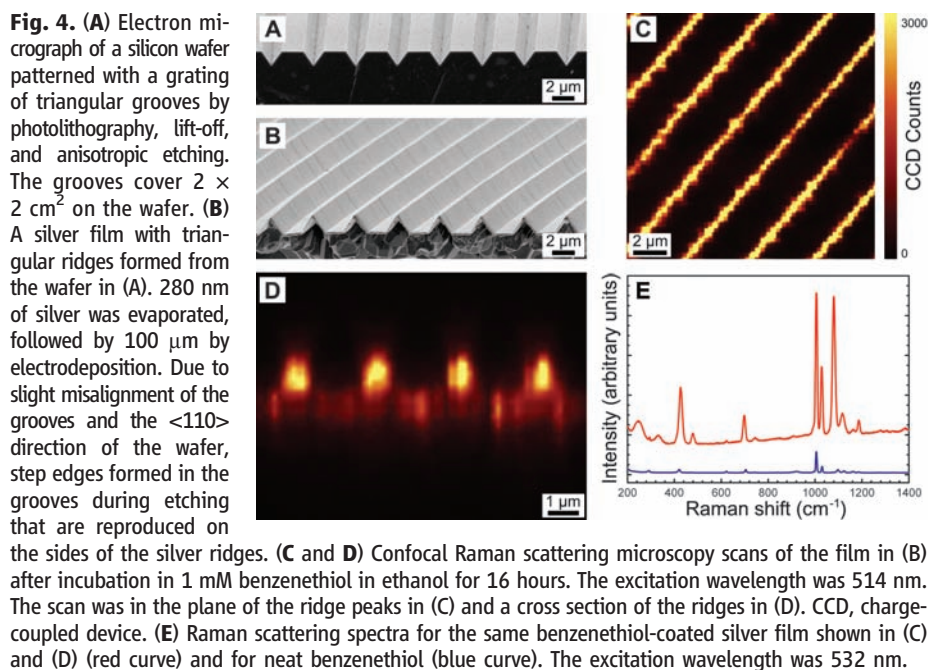 Fig. 4. (A) Electron mi-
crograph of a silicon wafer
patterned with a grating
of triangular grooves by
photolithography, lift-off,
and anisotropic etching.
The grooves cover 2 ×
2 cm² on the wafer. (B)
A silver film with trian-
gular ridges formed from
the wafer in (A). 280 nm
of silver was evaporated,
followed by 100 μm by
electrodeposition. Due to
slight misalignment of the
grooves and the <110>
direction of the wafer,
step edges formed in the
grooves during etching
that are reproduced on
the sides of the silver ridges. (C and D) Confocal Raman scattering microscopy scans of the film in (B)
after incubation in 1 mM benzenethiol in ethanol for 16 hours. The excitation wavelength was 514 nm.
The scan was in the plane of the ridge peaks in (C) and a cross section of the ridges in (D). CCD, charge-
coupled device. (E) Raman scattering spectra for the same benzenethiol-coated silver film shown in (C)
and (D) (red curve) and for neat benzenethiol (blue curve). The excitation wavelength was 532 nm.
A
2 μm
B
2 μm
C
2 μm
3000
CCD Counts
0
D
1 μm
E
Intensity (arbitrary units)
200 400 600 800 1000 1200 1400
Raman shift (cm⁻¹)